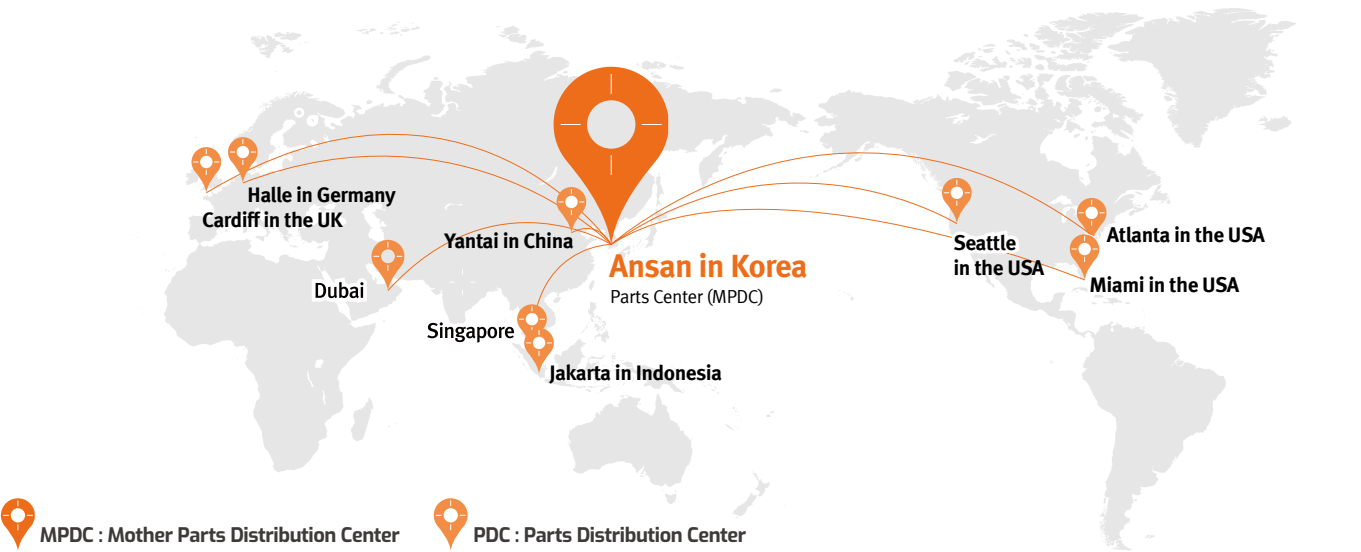 Halle in Germany
Cardiff in the UK
Yantai in China
Dubai
Singapore
Jakarta in Indonesia
Ansan in Korea
Parts Center (MPDC)
Seattle
in the USA
Atlanta in the USA
Miami in the USA
MPDC : Mother Parts Distribution Center
PDC : Parts Distribution Center